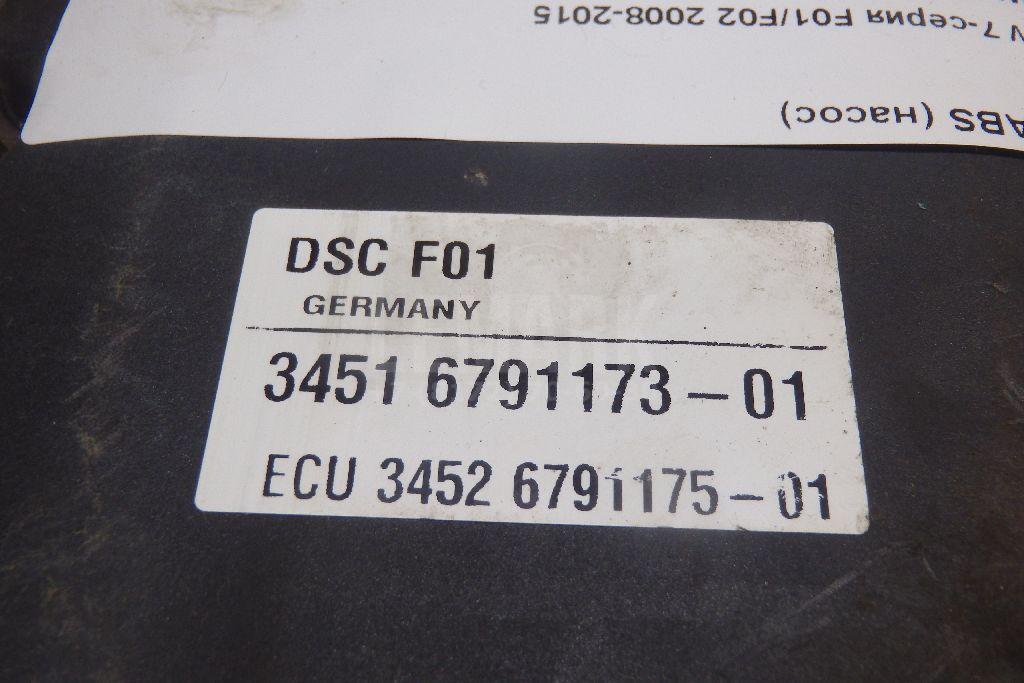 ABS (насос)
7-серия F01/F02 2008-2015
DSC F01
GERMANY
3451 6791173-01
ECU 3452 6791175-01